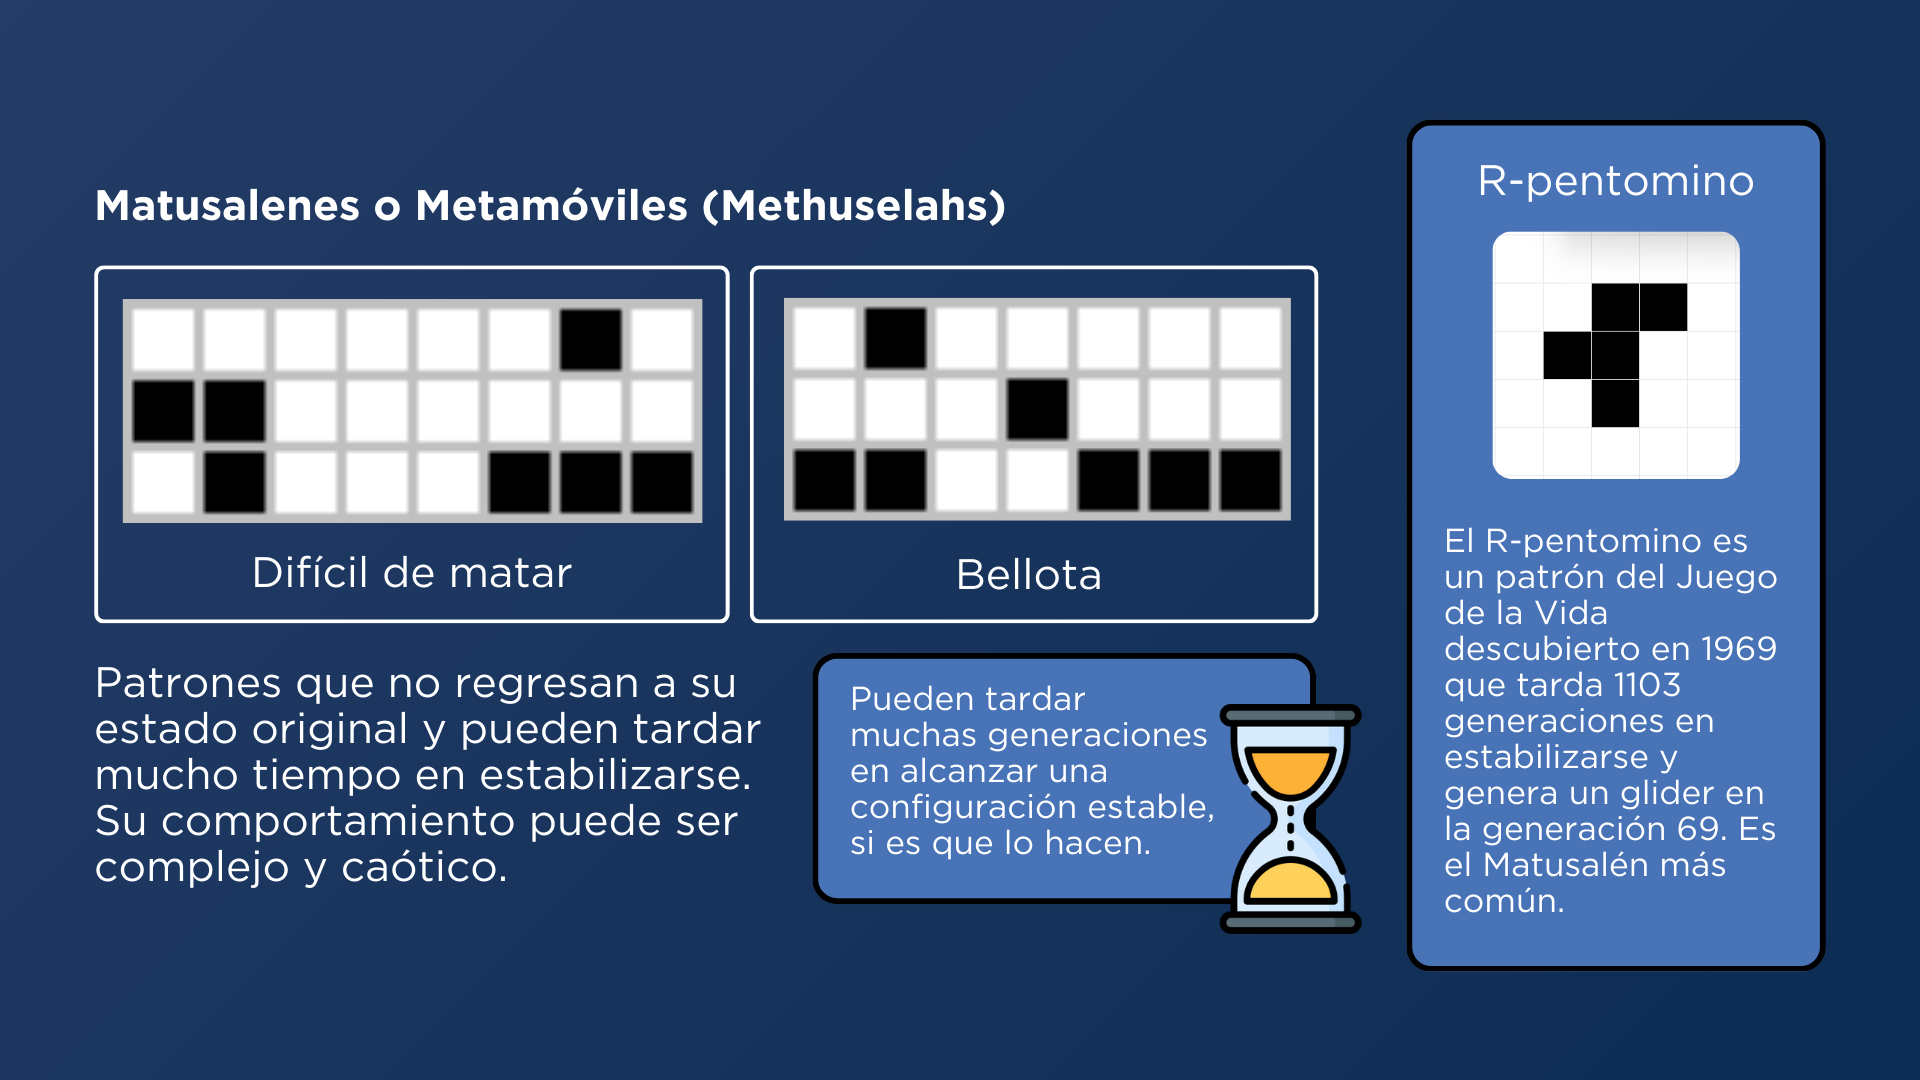 Matusalenes o Metamóviles (Methuselahs)
Difícil de matar
Bellota
Patrones que no regresan a su
estado original y pueden tardar
mucho tiempo en estabilizarse.
Su comportamiento puede ser
complejo y caótico.
Pueden tardar
muchas generaciones
en alcanzar una
configuración estable,
si es que lo hacen.
R-pentomino
El R-pentomino es
un patrón del Juego
de la Vida
descubierto en 1969
que tarda 1103
generaciones en
estabilizarse y
genera un glider en
la generación 69. Es
el Matusalén más
común.